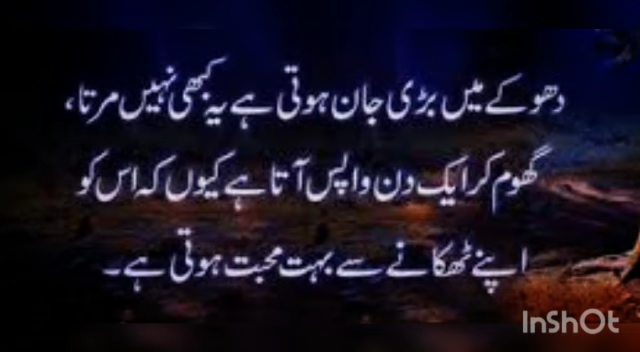 دھوکے میں بڑی جان ہوتی ہے یہ کبھی نہیں مرتا،
گھوم کر ایک دن واپس آتا ہے کیوں کہ اس کو
اپنے ٹھکانے سے بہت محبت ہوتی ہے۔
InShOt